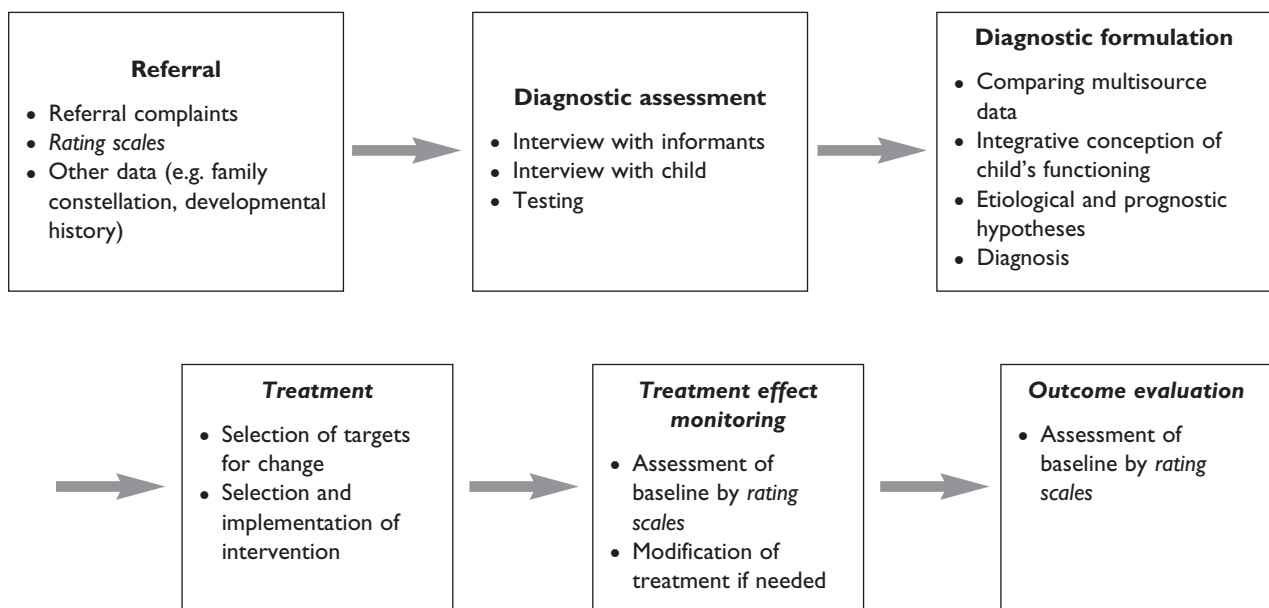 Referral
• Referral complaints
• Rating scales
• Other data (e.g. family
constellation, developmental
history)
Diagnostic assessment
• Interview with informants
• Interview with child
• Testing
Diagnostic formulation
• Comparing multisource
data
• Integrative conception of
child’s functioning
• Etiological and prognostic
hypotheses
• Diagnosis
Treatment
• Selection of targets
for change
• Selection and
implementation of
intervention
Treatment effect
monitoring
• Assessment of
baseline by rating
scales
• Modification of
treatment if needed
Outcome evaluation
• Assessment of
baseline by rating
scales